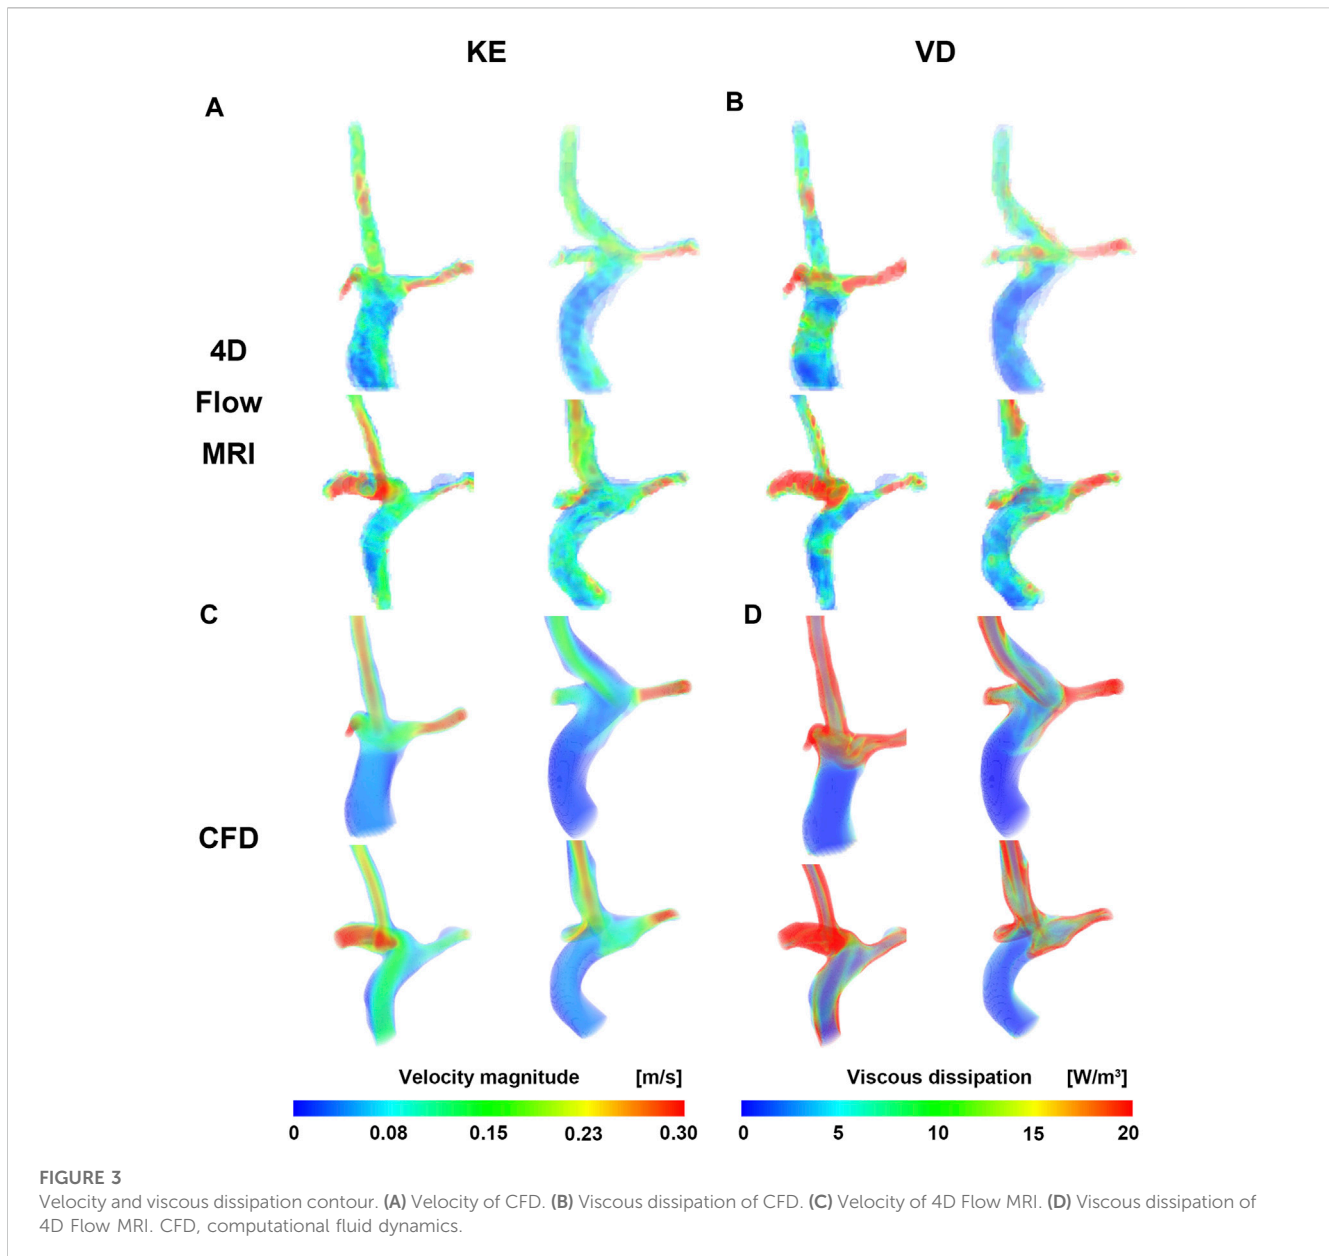 KE
VD
A
B
4D
Flow
MRI
C
D
CFD
Velocity magnitude [m/s]
0 0.08 0.15 0.23 0.30
Viscous dissipation [W/m³]
0 5 10 15 20
FIGURE 3
Velocity and viscous dissipation contour. (A) Velocity of CFD. (B) Viscous dissipation of CFD. (C) Velocity of 4D Flow MRI. (D) Viscous dissipation of
4D Flow MRI. CFD, computational fluid dynamics.